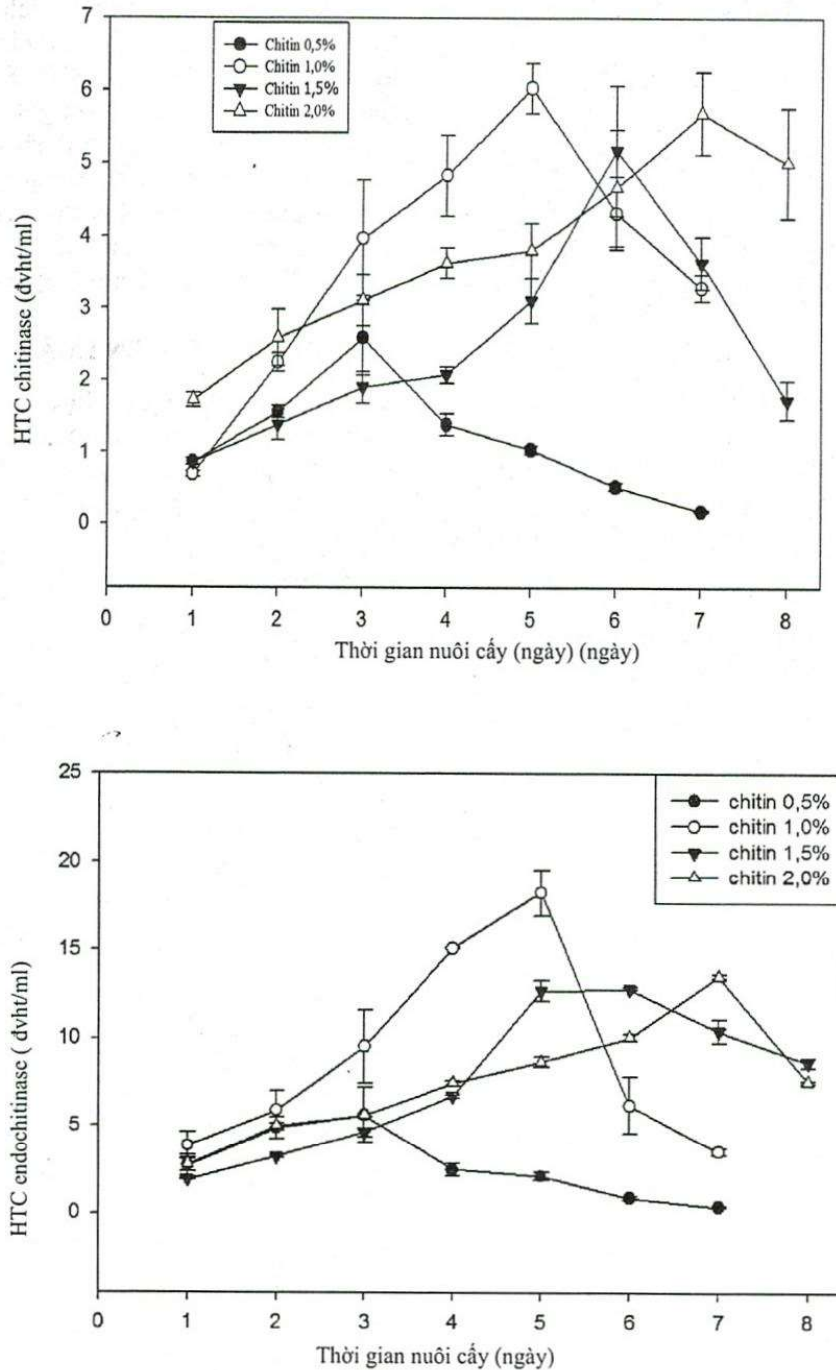 7
6
5
4
3
2
1
0
HTC chitinase (dvht/ml)
Chitin 0,5%
Chitin 1,0%
Chitin 1,5%
Chitin 2,0%
0 1 2 3 4 5 6 7 8
Thời gian nuôi cấy (ngày) (ngày)
25
20
15
10
5
0
HTC endochitinase ( dvht/ml)
chitin 0,5%
chitin 1,0%
chitin 1,5%
chitin 2,0%
0 1 2 3 4 5 6 7 8
Thời gian nuôi cấy (ngày)